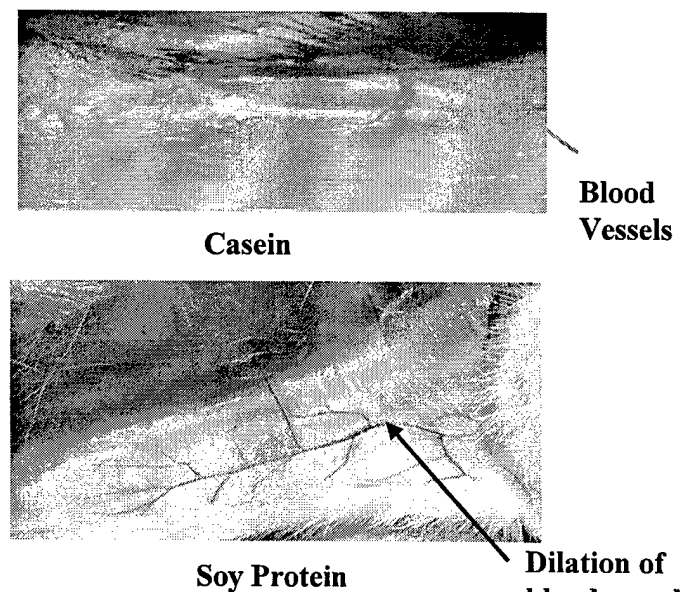 Blood
Vessels
Casein
Dilation of
Soy Protein